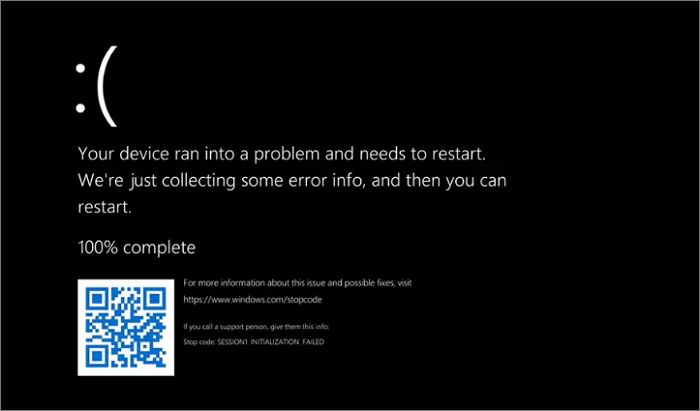 :(
Your device ran into a problem and needs to restart.
We're just collecting some error info, and then you can
restart.
100% complete
For more information about this issue and possible fixes, visit
https://www.windows.com/stopcode
If you call a support person, give them this info:
Stop code: SESSION1_INITIALIZATION_FAILED